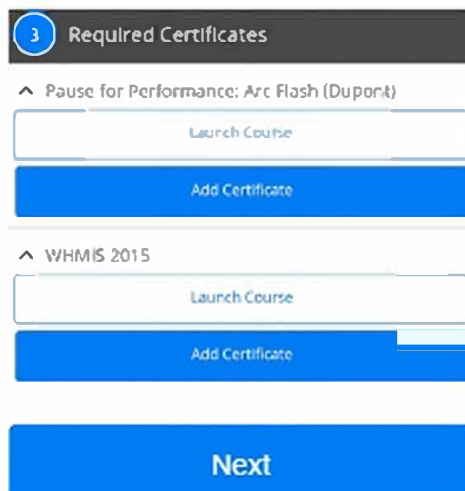 3 Required Certificates
Pause for Performance: Arc Flash (Dupont)
Launch Course
Add Certificate
WHMIS 2015
Launch Course
Add Certificate
Next